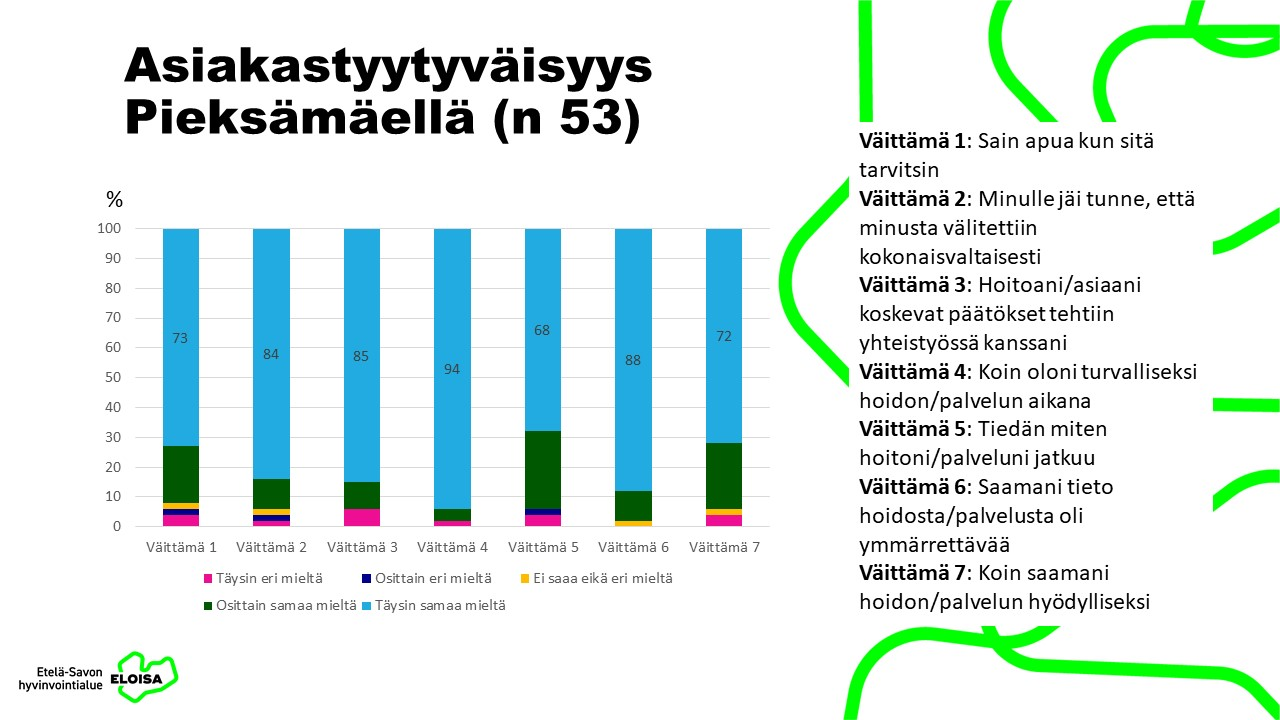 Asiakastyytyväisyys
Pieksämäellä (n 53)
%
100
90
80
70
60
50
40
30
20
10
0
73
84
85
94
68
88
72
Väittämä 1
Väittämä 2
Väittämä 3
Väittämä 4
Väittämä 5
Väittämä 6
Väittämä 7
Täysin eri mieltä
Osittain eri mieltä
Ei saaa eikä eri mieltä
Osittain samaa mieltä
Täysin samaa mieltä
Väittämä 1: Sain apua kun sitä
tarvitsin
Väittämä 2: Minulle jäi tunne, että
minusta välitettiin
kokonaisvaltaisesti
Väittämä 3: Hoitoani/asiaani
koskevat päätökset tehtiin
yhteistyössä kanssani
Väittämä 4: Koin oloni turvalliseksi
hoidon/palvelun aikana
Väittämä 5: Tiedän miten
hoitoni/palveluni jatkuu
Väittämä 6: Saamani tieto
hoidosta/palvelusta oli
ymmärrettävää
Väittämä 7: Koin saamani
hoidon/palvelun hyödylliseksi
Etelä-Savon
hyvinvointialue
ELOISA